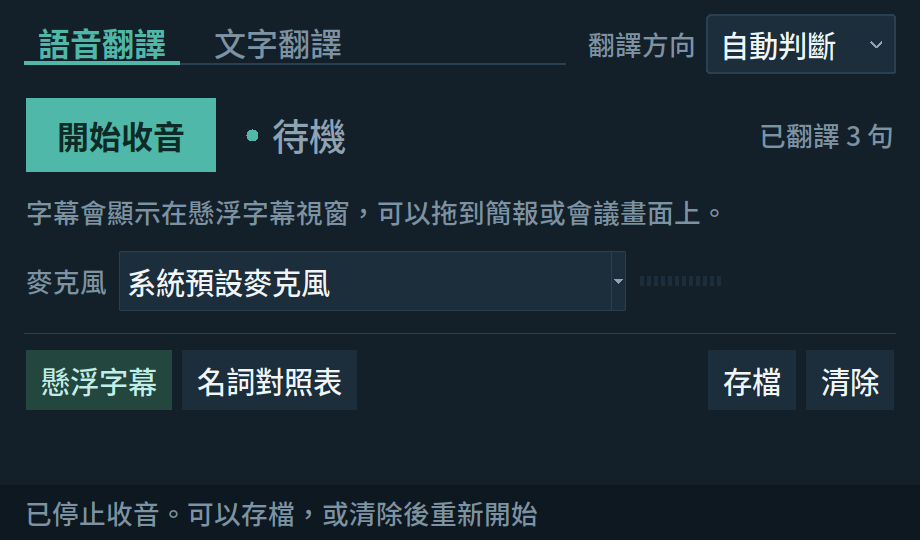 語音翻譯 文字翻譯 翻譯方向 自動判斷
開始收音 待機 已翻譯 3 句
字幕會顯示在懸浮字幕視窗，可以拖到簡報或會議畫面上。
麥克風 系統預設麥克風
懸浮字幕 名詞對照表 存檔 清除
已停止收音。可以存檔，或清除後重新開始